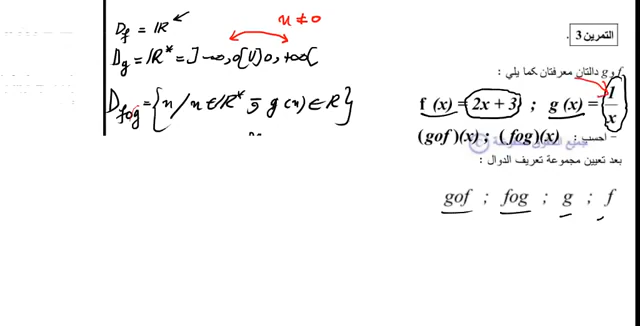 التمرين 3 .
f و g دالتان معرفتان كما يلي :
f (x) = 2x + 3 ; g (x) = 1/x
– احسب : (gof)(x) ; (fog)(x)
بعد تعيين مجموعة تعريف الدوال :
gof ; fog ; g ; f
x ≠ 0
D_f = IR
D_g = IR* = ]-∞, 0[ U ]0, +∞[
D_fog = { x / x ∈ IR* و g(x) ∈ R }